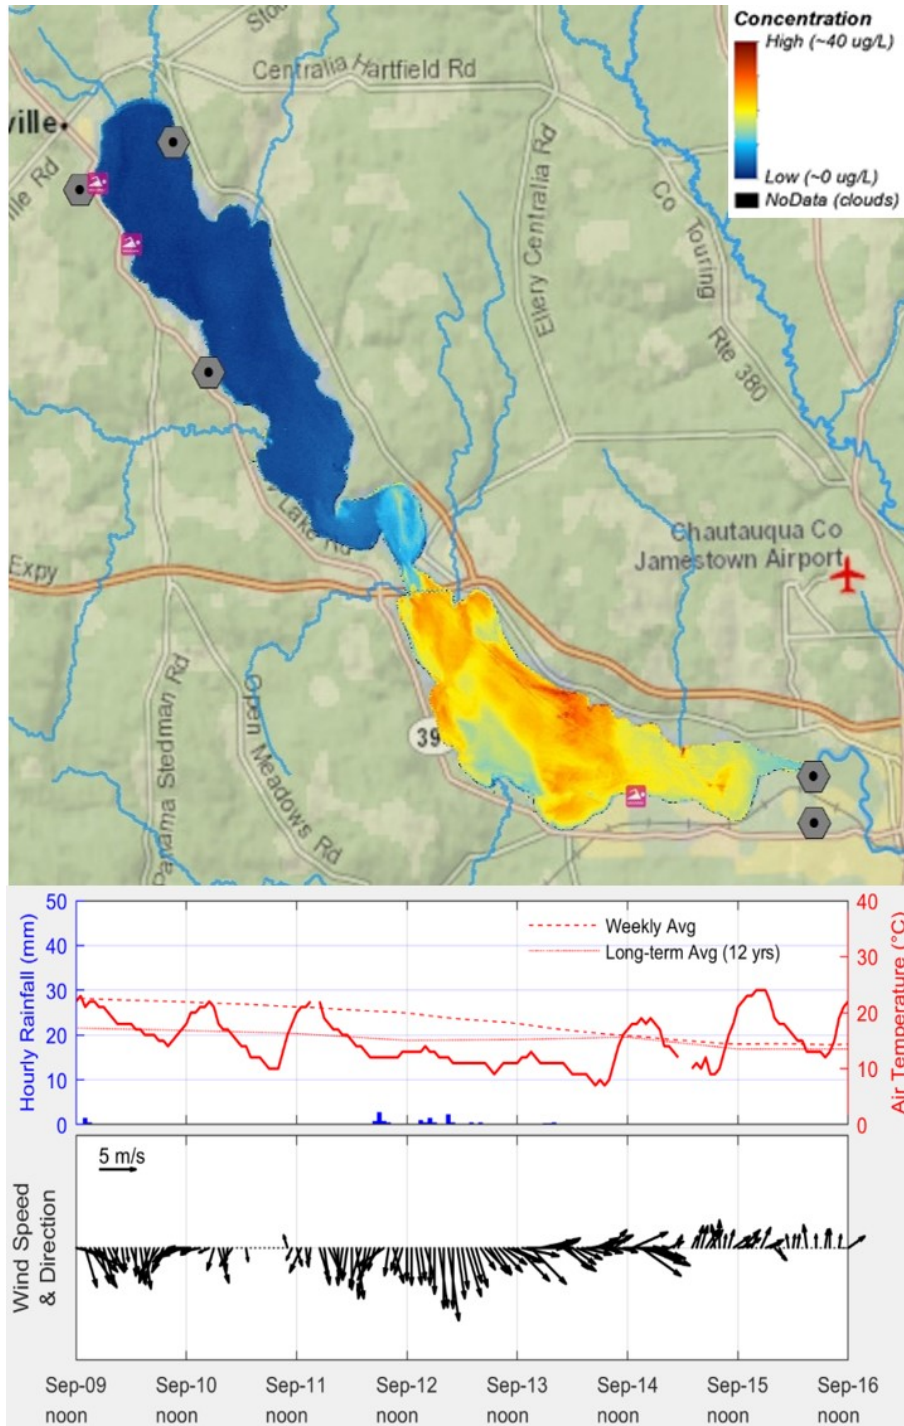 Concentration
High (~40 ug/L)
Low (~0 ug/L)
NoData (clouds)
Centralia Hartfield Rd
ville
ille Rd
Ellery Centralia Rd
Co Touring
Rte 380
Lake Rd
Expy
Chautauqua Co
Jamestown Airport
Panama Stedman Rd
Open Meadows Rd
39
50
40
30
20
10
0
Hourly Rainfall (mm)
Weekly Avg
Long-term Avg (12 yrs)
40
30
20
10
0
Air Temperature (°C)
5 m/s
Wind Speed
& Direction
Sep-09 Sep-10 Sep-11 Sep-12 Sep-13 Sep-14 Sep-15 Sep-16
noon noon noon noon noon noon noon noon